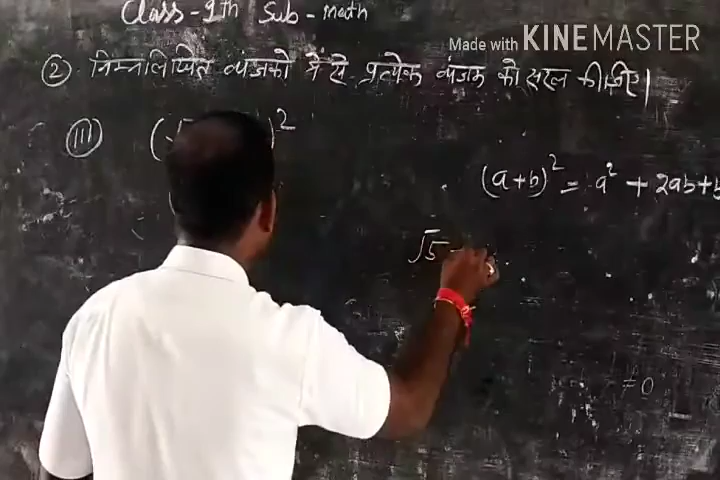 Class - 9th Sub - Math
Made with KINEMASTER
② निम्नलिखित व्यंजकों में से प्रत्येक व्यंजक को सरल कीजिए।
(III) (√ )²
(a+b)² = a² + 2ab + b
√5 -
= 0